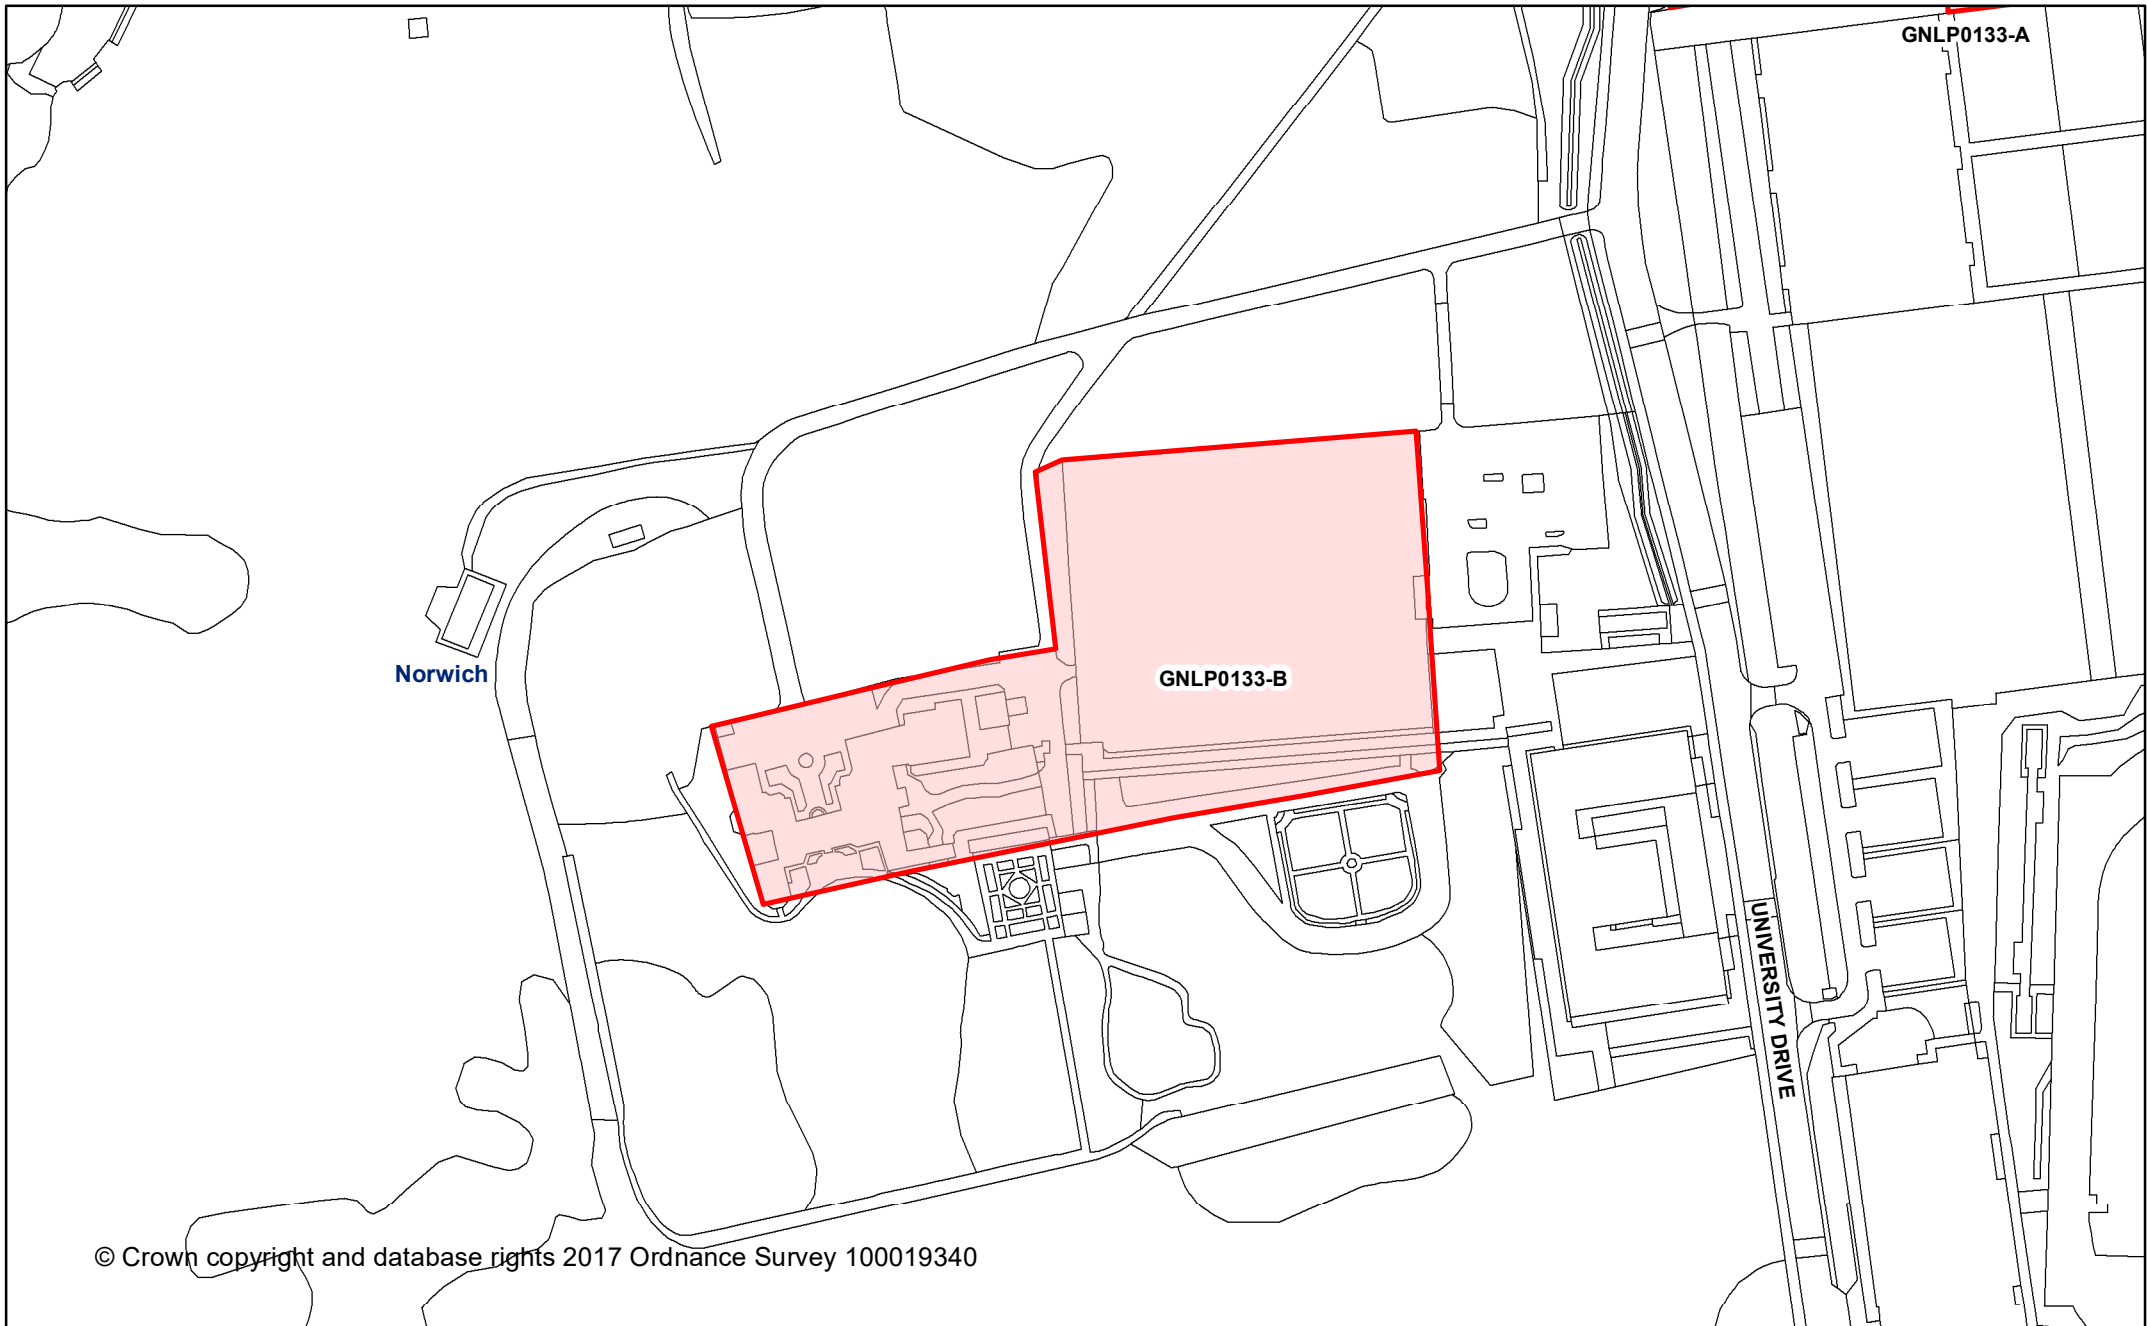 GNLP0133-A
Norwich
GNLP0133-B
UNIVERSITY DRIVE
© Crown copyright and database rights 2017 Ordnance Survey 100019340